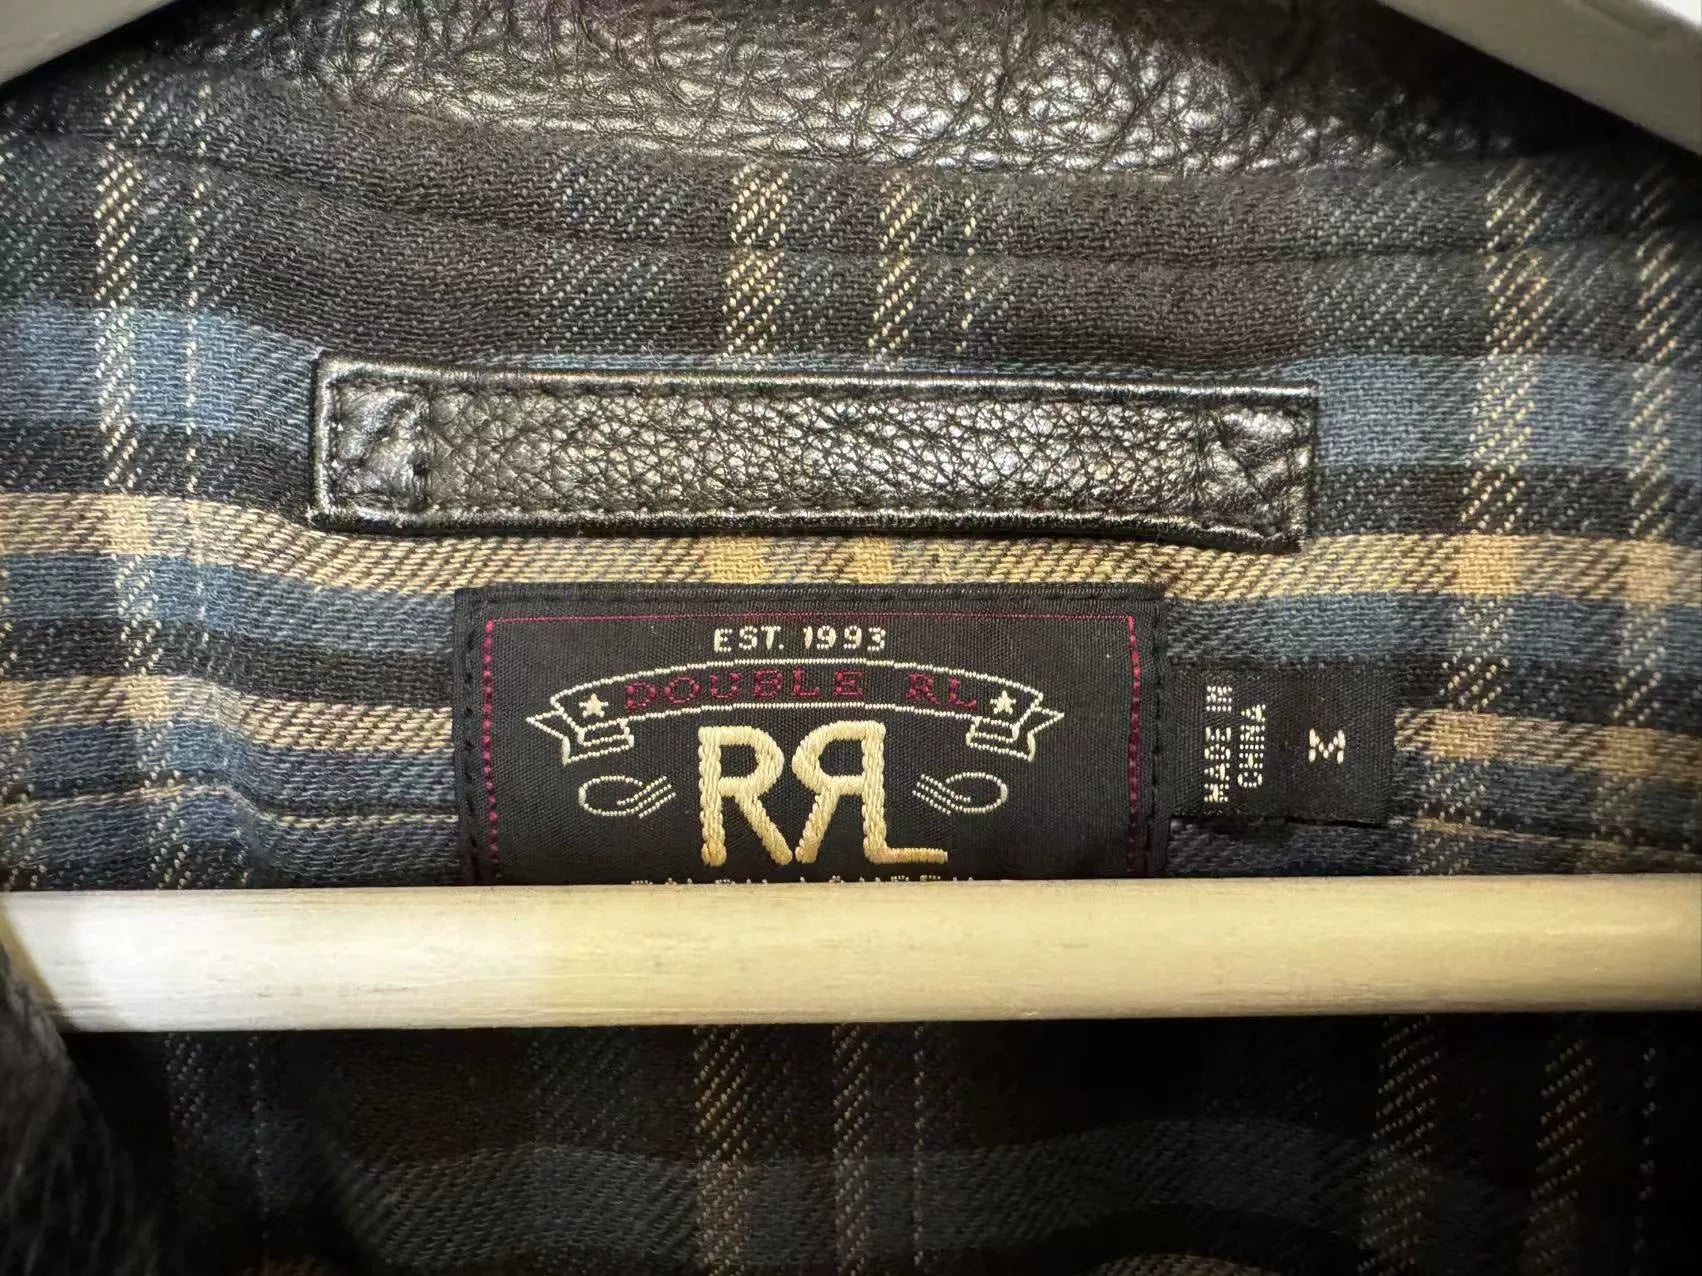 EST. 1993
DOUBLE RL
RRL
MADE IN
CHINA
M